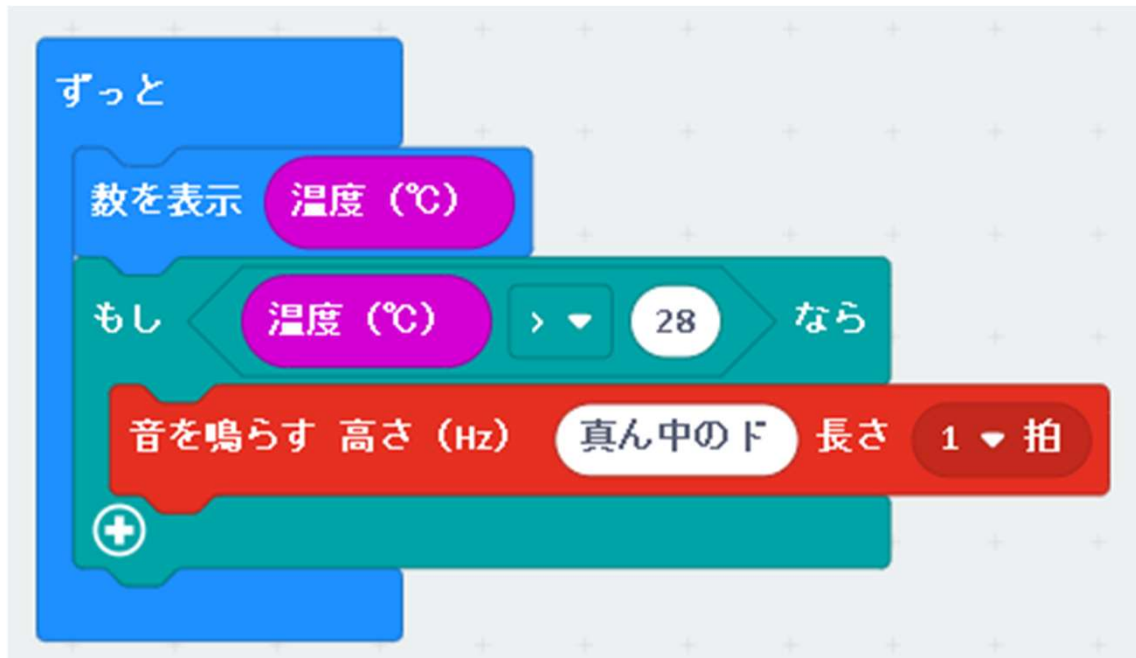 ずっと
数を表示 温度（℃）
もし 温度（℃） > 28 なら
音を鳴らす 高さ（Hz） 真ん中のド 長さ 1 拍